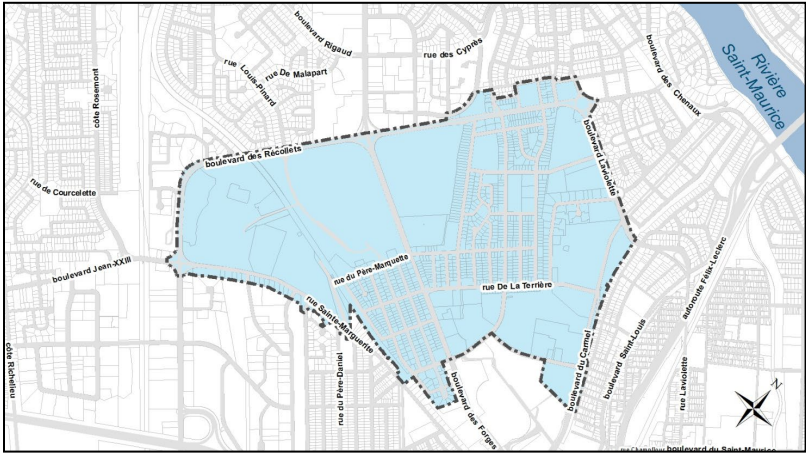 boulevard Rigaud
rue des Cyprès
boulevard des Chenaux
Rivière
Saint-Maurice
rue Louis-Pinard
rue De Malapart
côte Rosemont
boulevard des Récollets
boulevard Laviolette
rue de Courcelette
boulevard Jean-XXIII
rue du Père-Marquette
rue De La Terrière
autoroute Félix-Leclerc
rue Sainte-Marguerite
côte Richelieu
rue du Père-Daniel
boulevard des Forges
boulevard du Carmel
boulevard Saint-Louis
rue Laviolette
N
boulevard du Saint-Maurice